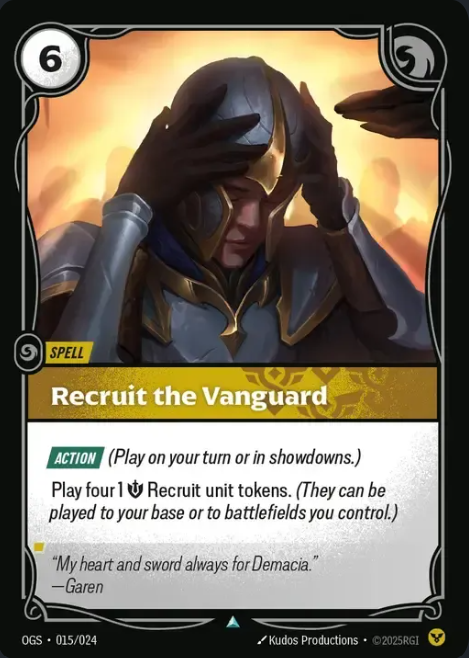 6
SPELL
Recruit the Vanguard
ACTION (Play on your turn or in showdowns.)
Play four 1 Recruit unit tokens. (They can be
played to your base or to battlefields you control.)
“My heart and sword always for Demacia.”
—Garen
OGS • 015/024
Kudos Productions • ©2025RGI